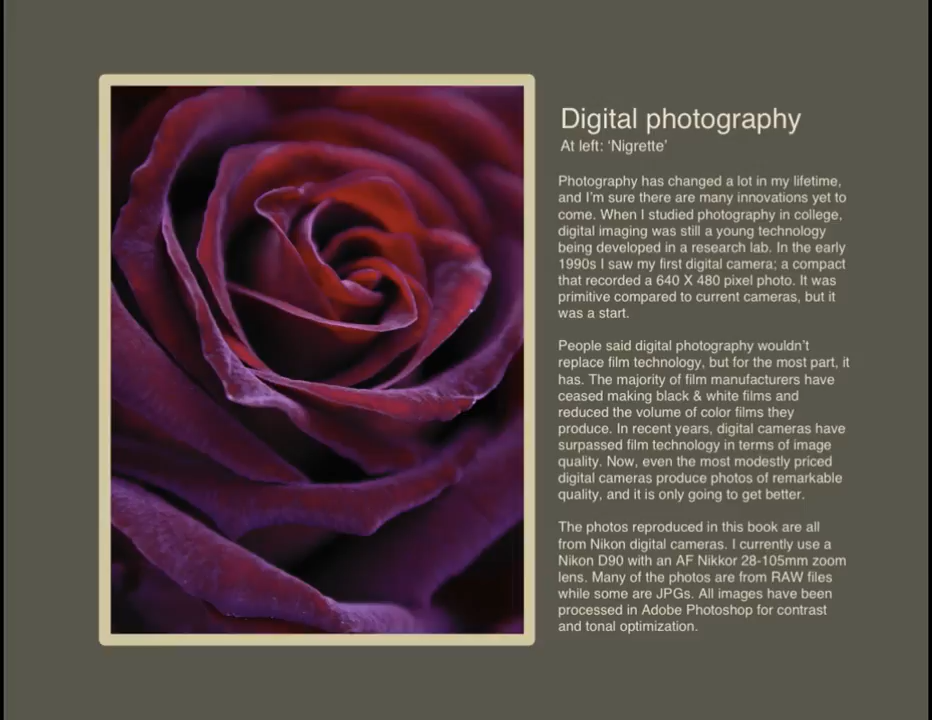 Digital photography
At left: ‘Nigrette’
Photography has changed a lot in my lifetime,
and I’m sure there are many innovations yet to
come. When I studied photography in college,
digital imaging was still a young technology
being developed in a research lab. In the early
1990s I saw my first digital camera; a compact
that recorded a 640 X 480 pixel photo. It was
primitive compared to current cameras, but it
was a start.
People said digital photography wouldn’t
replace film technology, but for the most part, it
has. The majority of film manufacturers have
ceased making black & white films and
reduced the volume of color films they
produce. In recent years, digital cameras have
surpassed film technology in terms of image
quality. Now, even the most modestly priced
digital cameras produce photos of remarkable
quality, and it is only going to get better.
The photos reproduced in this book are all
from Nikon digital cameras. I currently use a
Nikon D90 with an AF Nikkor 28-105mm zoom
lens. Many of the photos are from RAW files
while some are JPGs. All images have been
processed in Adobe Photoshop for contrast
and tonal optimization.